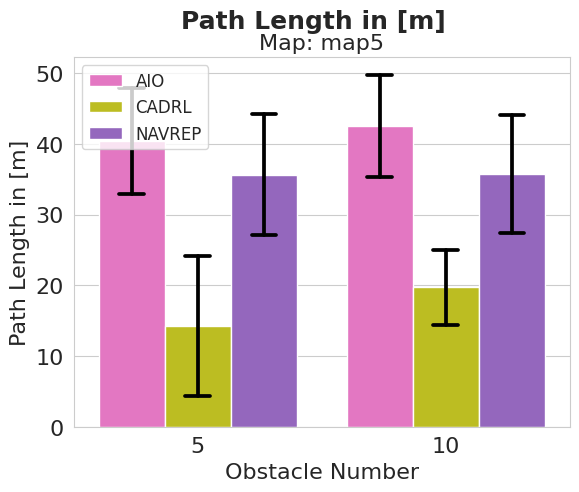 Path Length in [m]
Map: map5
AIO
CADRL
NAVREP
Path Length in [m]
50
40
30
20
10
0
5
10
Obstacle Number